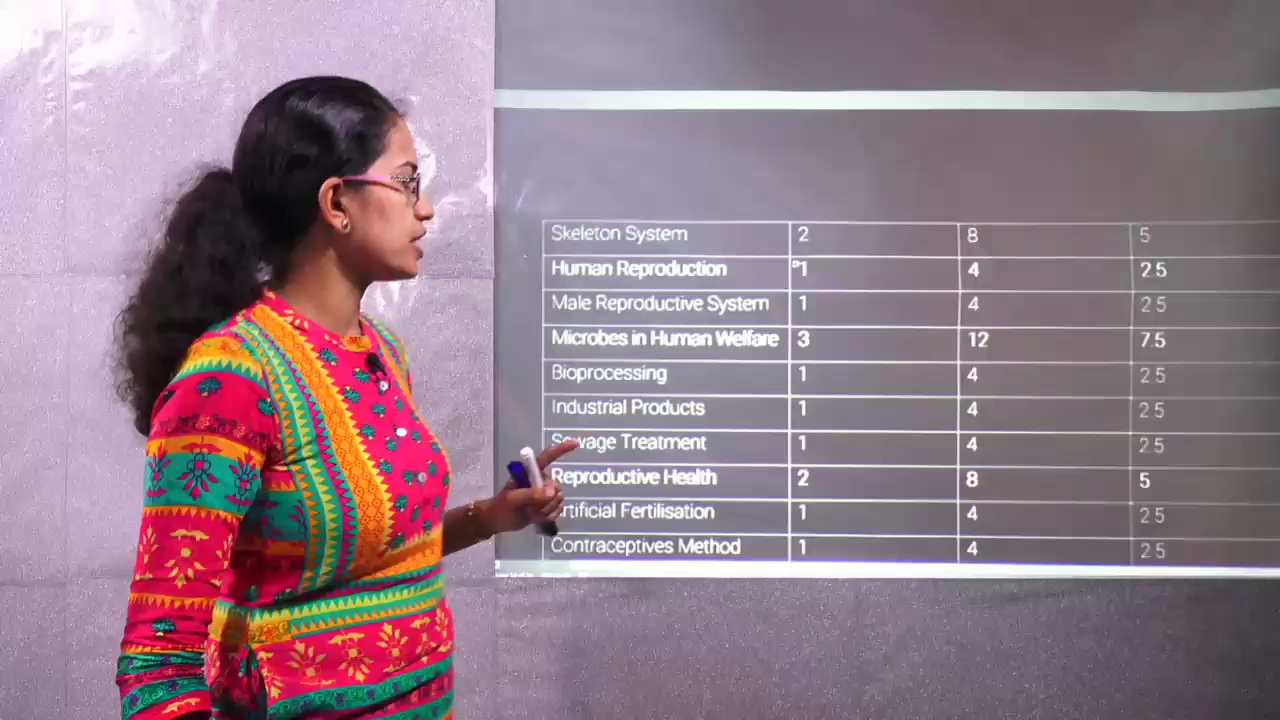 Skeleton System 2 8 5
Human Reproduction 1 4 2.5
Male Reproductive System 1 4 2.5
Microbes in Human Welfare 3 12 7.5
Bioprocessing 1 4 2.5
Industrial Products 1 4 2.5
Sewage Treatment 1 4 2.5
Reproductive Health 2 8 5
Artificial Fertilisation 1 4 2.5
Contraceptives Method 1 4 2.5